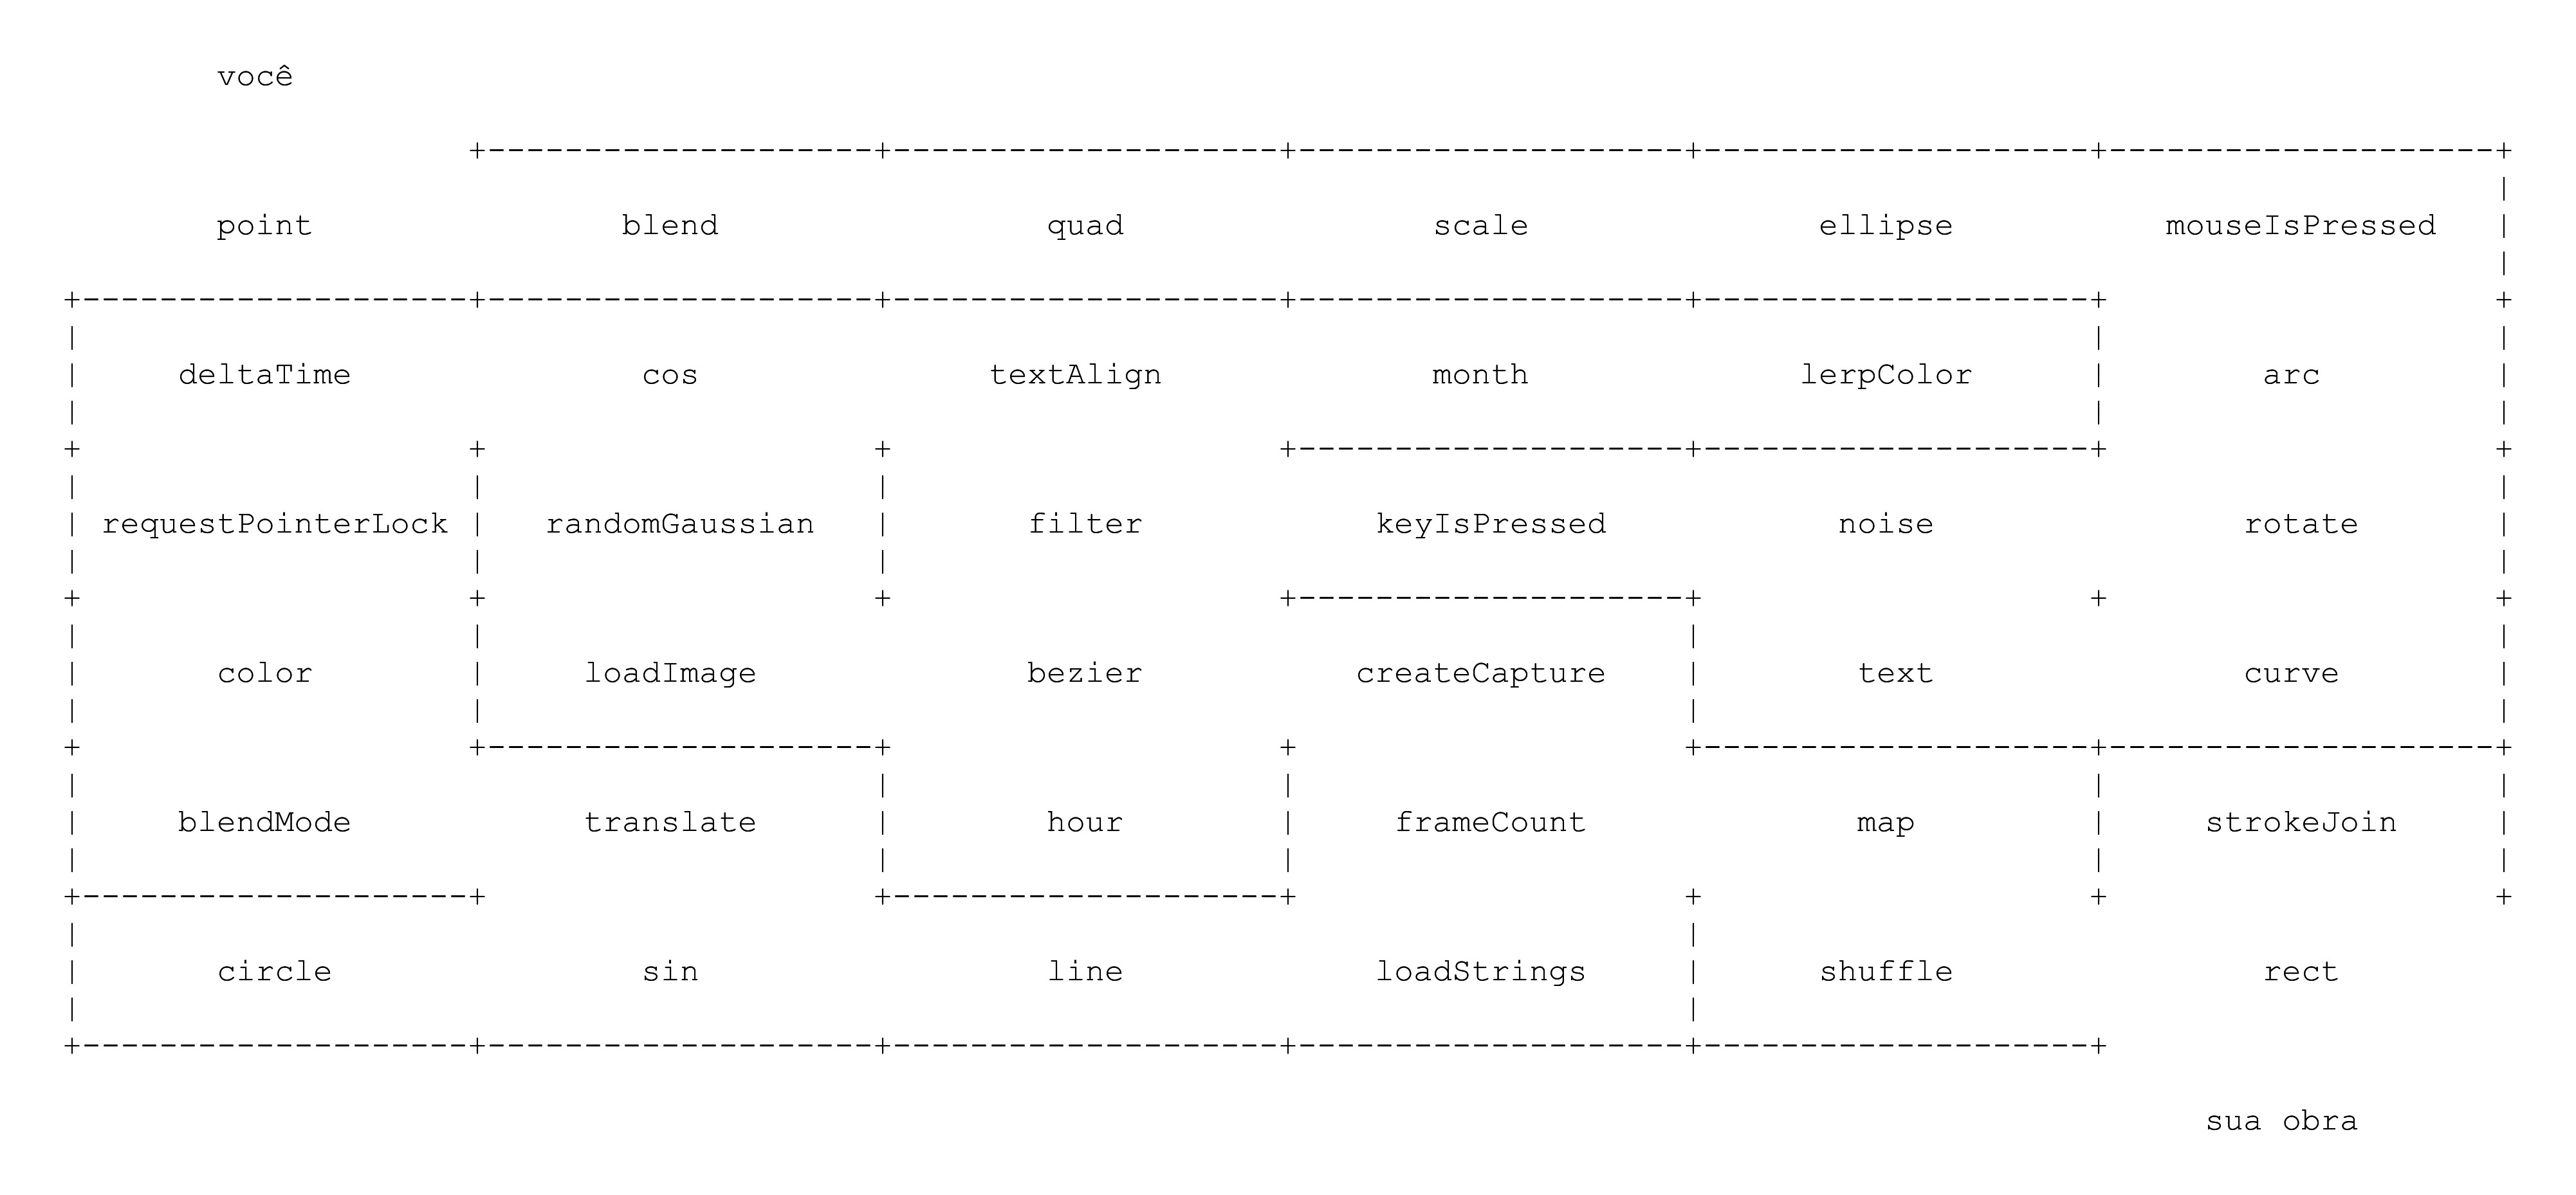 você
point blend quad scale ellipse mouseIsPressed
deltaTime cos textAlign month lerpColor arc
requestPointerLock randomGaussian filter keyIsPressed noise rotate
color loadImage bezier createCapture text curve
blendMode translate hour frameCount map strokeJoin
circle sin line loadStrings shuffle rect
sua obra